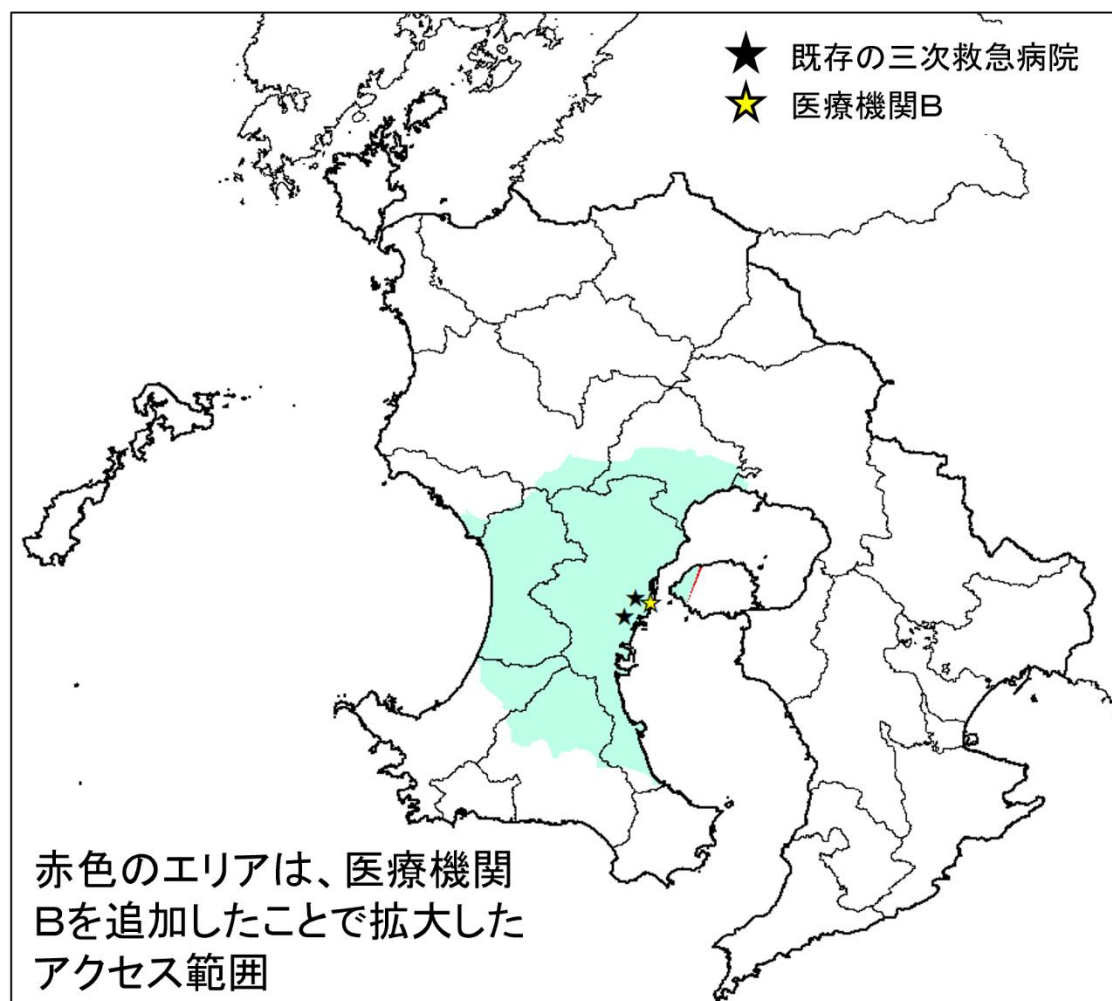 既存の三次救急病院
医療機関B
赤色のエリアは、医療機関
Bを追加したことで拡大した
アクセス範囲